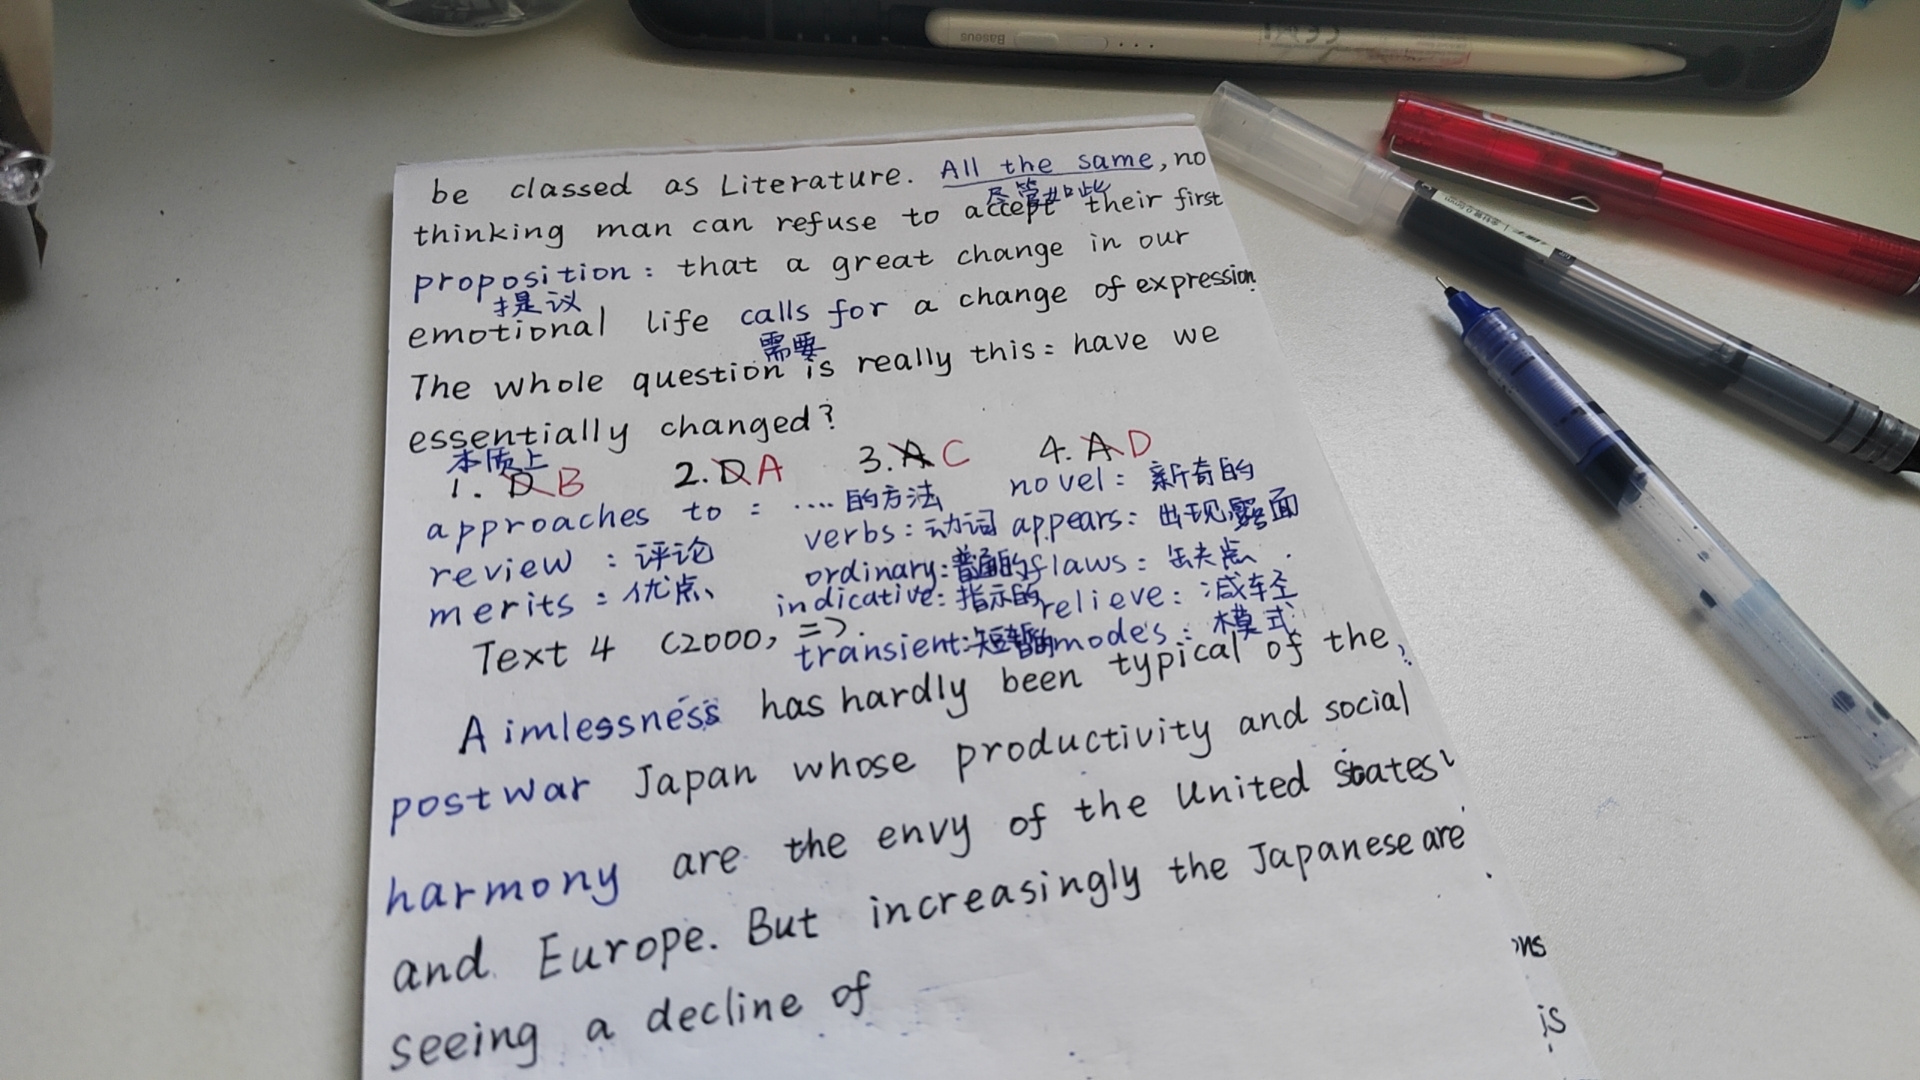 Baseus
be classed as Literature. All the same, no
尽管如此
thinking man can refuse to accept their first
proposition: that a great change in our
提议
emotional life calls for a change of expression.
需要
The whole question is really this: have we
essentially changed?
本质上
1. D B 2. D A 3. A C 4. A D
approaches to: ....的方法 novel: 新奇的
verbs: 动词 appears: 出现露面
review: 评论 ordinary: 普通的 flaws: 缺点
merits: 优点、 indicative: 指示的 relieve: 减轻
Text 4 (2000, 二). transient: 短暂的 modes: 模式
Aimlessness has hardly been typical of the
postwar Japan whose productivity and social
harmony are the envy of the United States
and Europe. But increasingly the Japanese are
seeing a decline of
ns
is